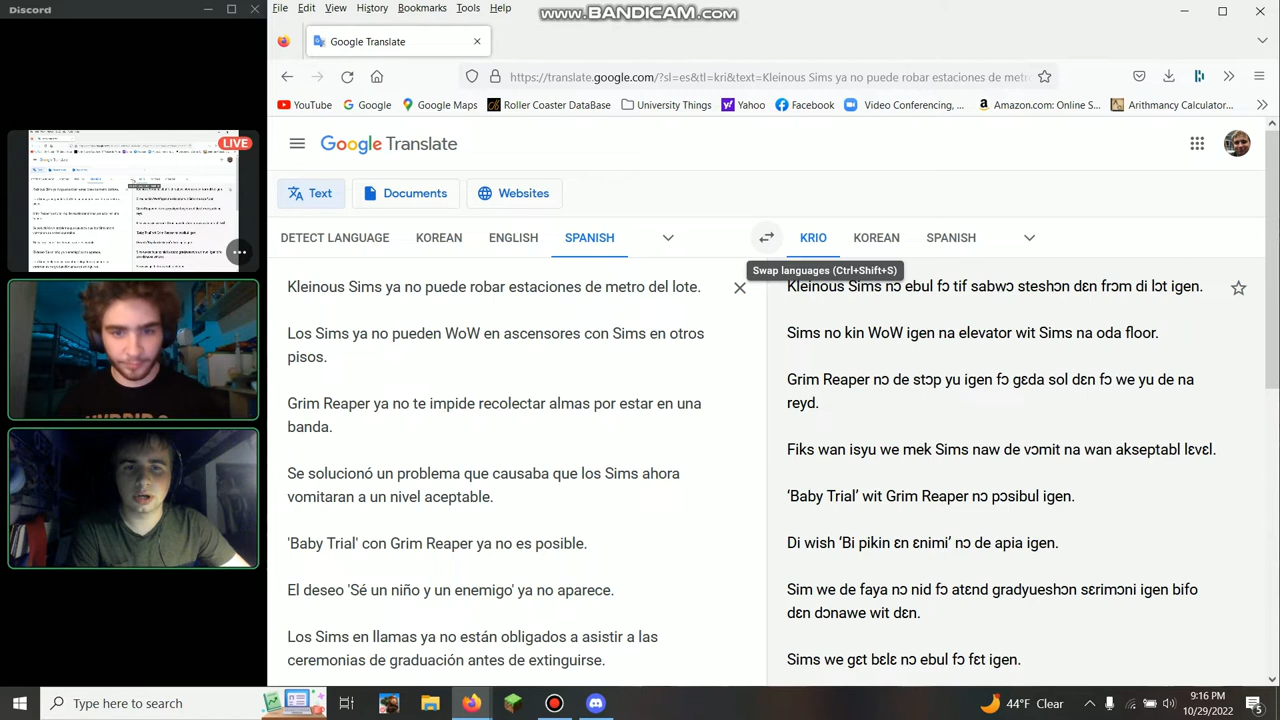 Discord
File Edit View History Bookmarks Tools Help
www.BANDICAM.com
Google Translate
https://translate.google.com/?sl=es&tl=kri&text=Kleinous Sims ya no puede robar estaciones de metro
YouTube Google Google Maps Roller Coaster DataBase University Things Yahoo Facebook Video Conferencing, ... Amazon.com: Online S... Arithmancy Calculator...
LIVE
Google Translate
Text Documents Websites
DETECT LANGUAGE KOREAN ENGLISH SPANISH KRIO KOREAN SPANISH
Swap languages (Ctrl+Shift+S)
Kleinous Sims ya no puede robar estaciones de metro del lote.
Los Sims ya no pueden WoW en ascensores con Sims en otros
pisos.
Grim Reaper ya no te impide recolectar almas por estar en una
banda.
Se solucionó un problema que causaba que los Sims ahora
vomitaran a un nivel aceptable.
'Baby Trial' con Grim Reaper ya no es posible.
El deseo 'Sé un niño y un enemigo' ya no aparece.
Los Sims en llamas ya no están obligados a asistir a las
ceremonias de graduación antes de extinguirse.
Kleinous Sims nɔ ebul fɔ tif sabwɔ steshɔn dɛn frɔm di lɔt igen.
Sims no kin WoW igen na elevator wit Sims na oda floor.
Grim Reaper nɔ de stɔp yu igen fɔ gɛda sol dɛn fɔ we yu de na
reyd.
Fiks wan isyu we mek Sims naw de vɔmit na wan akseptabl lɛvɛl.
‘Baby Trial’ wit Grim Reaper nɔ pɔsibul igen.
Di wish ‘Bi pikin ɛn ɛnimi’ nɔ de apia igen.
Sim we de faya nɔ nid fɔ atɛnd gradyueshɔn sɛrimɔni igen bifo
dɛn dɔnawe wit dɛn.
Sims we gɛt bɛlɛ nɔ ebul fɔ fɛt igen.
Type here to search
44°F Clear
9:16 PM
10/29/2022
5